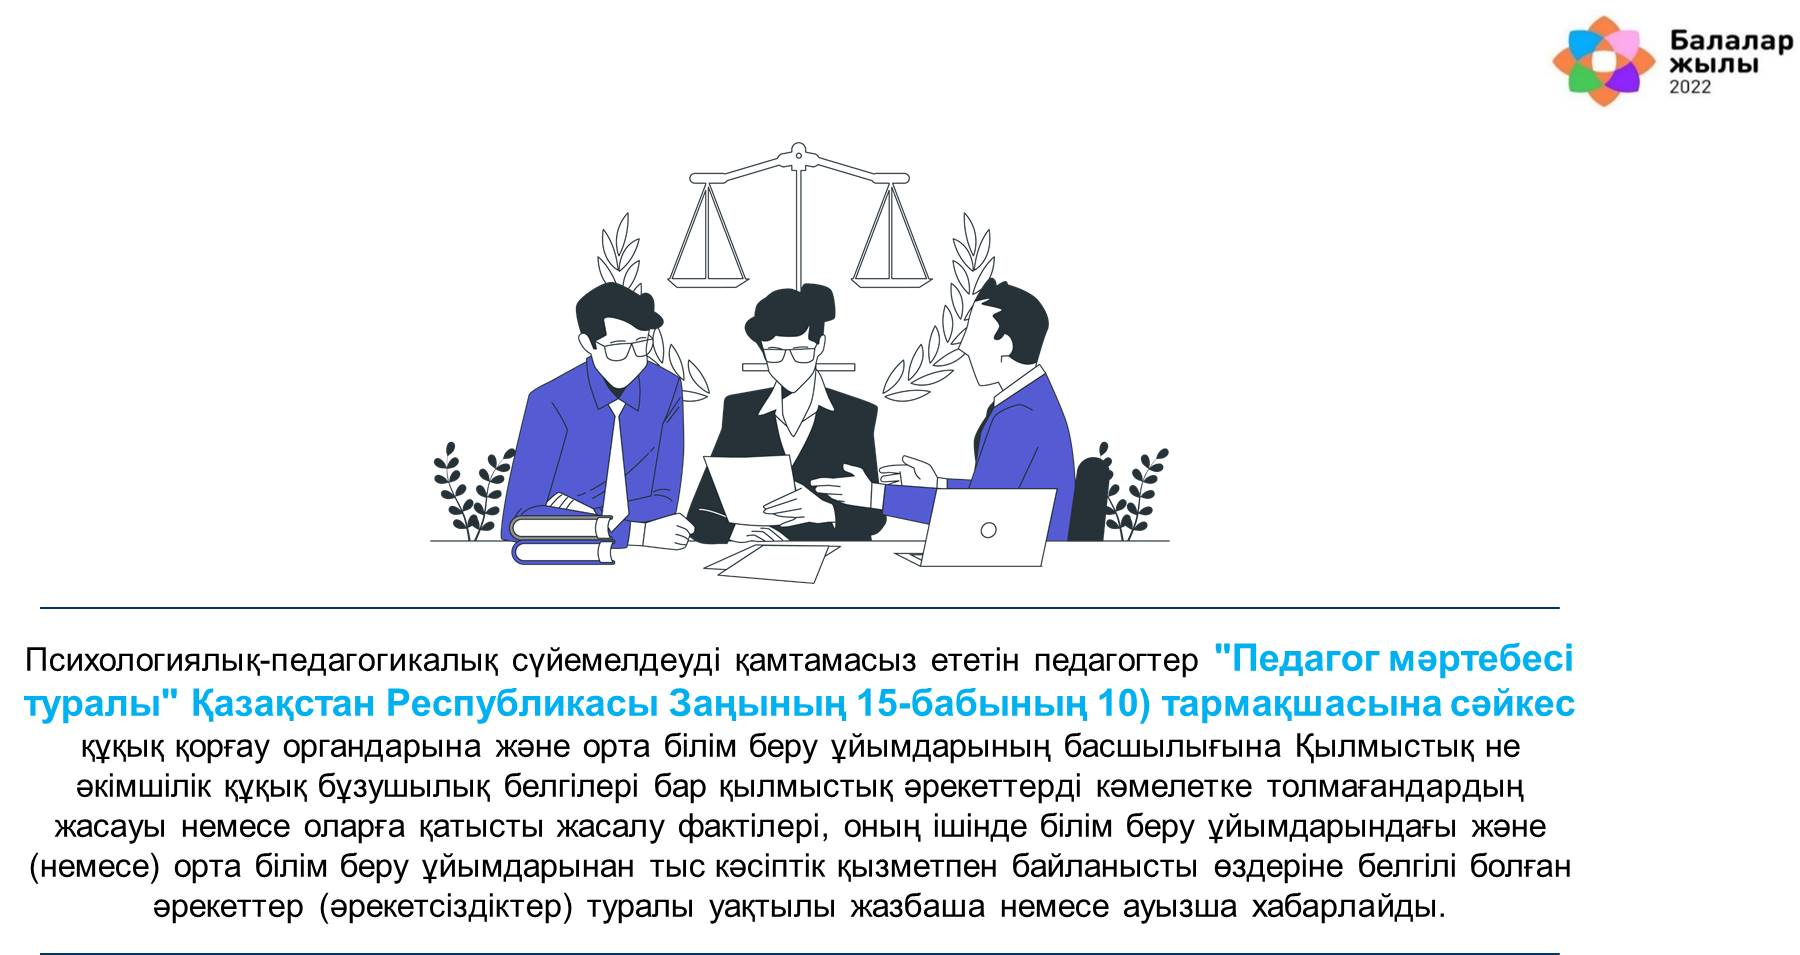 Балалар
жылы
2022
Психологиялық-педагогикалық сүйемелдеуді қамтамасыз ететін педагогтер "Педагог мәртебесі
туралы" Қазақстан Республикасы Заңының 15-бабының 10) тармақшасына сәйкес
құқық қорғау органдарына және орта білім беру ұйымдарының басшылығына Қылмыстық не
әкімшілік құқық бұзушылық белгілері бар қылмыстық әрекеттерді кәмелетке толмағандардың
жасауы немесе оларға қатысты жасалу фактілері, оның ішінде білім беру ұйымдарындағы және
(немесе) орта білім беру ұйымдарынан тыс кәсіптік қызметпен байланысты өздеріне белгілі болған
әрекеттер (әрекетсіздіктер) туралы уақтылы жазбаша немесе ауызша хабарлайды.